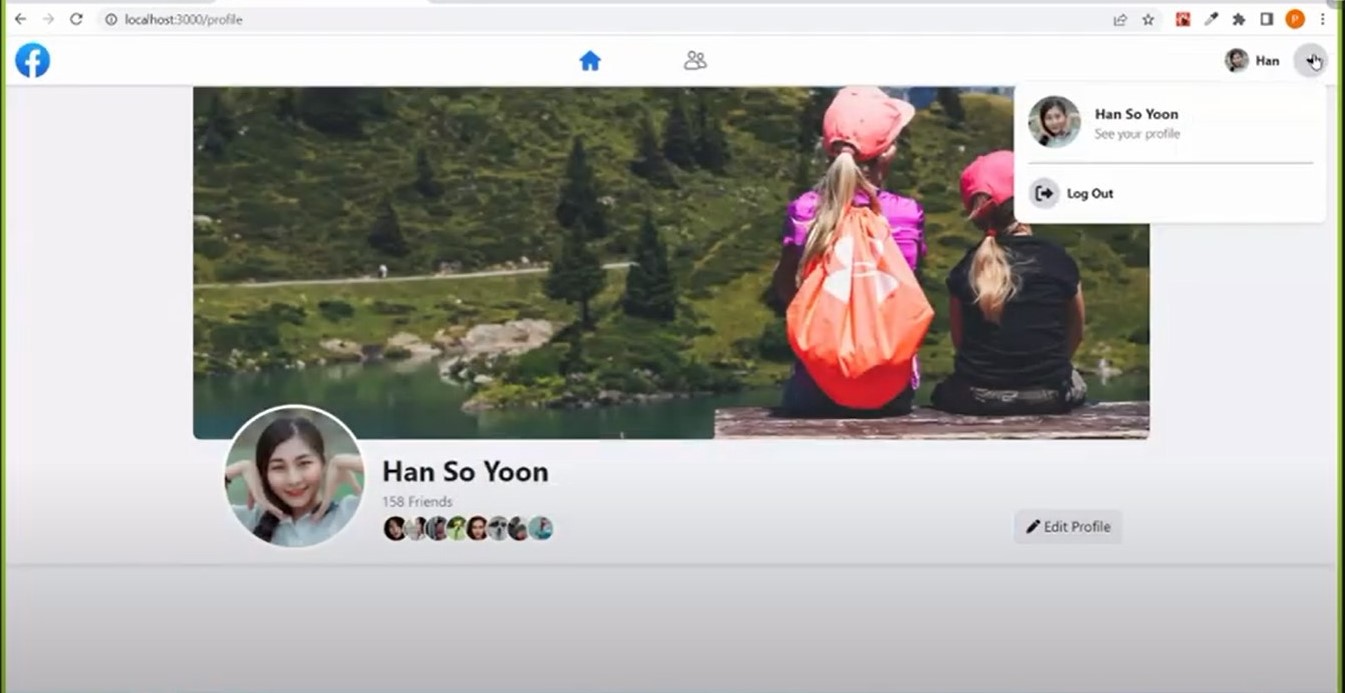 localhost:3000/profile
P
Han
Han So Yoon
See your profile
Log Out
Han So Yoon
158 Friends
Edit Profile